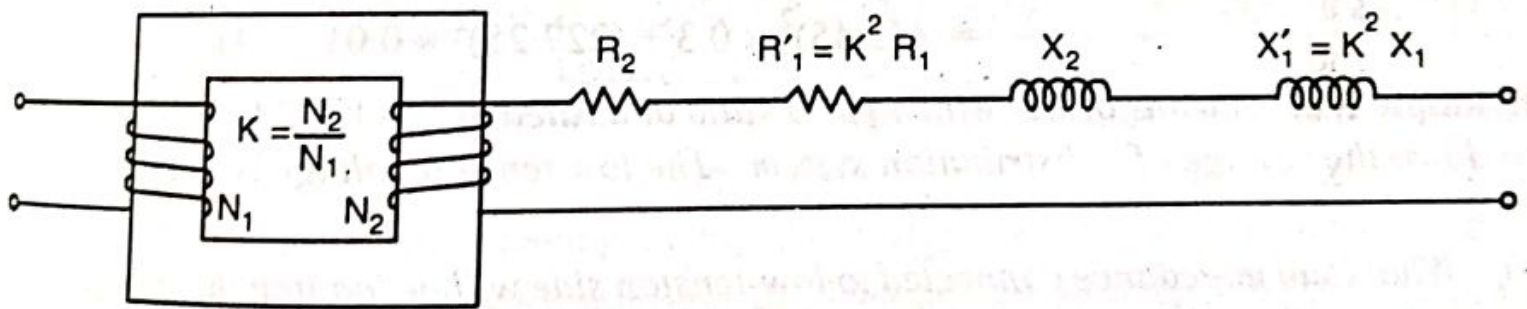 R₂ R'₁ = K² R₁ X₂ X'₁ = K² X₁
K = N₂/N₁
N₁ N₂